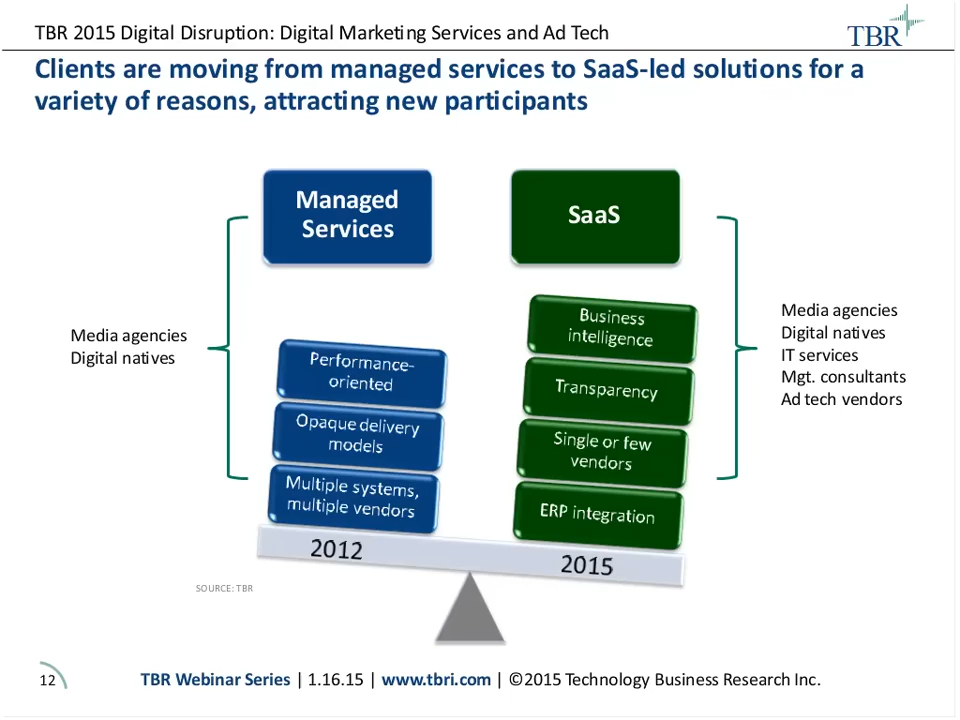 TBR 2015 Digital Disruption: Digital Marketing Services and Ad Tech
TBR
Clients are moving from managed services to SaaS-led solutions for a
variety of reasons, attracting new participants
Managed
Services
SaaS
Media agencies
Digital natives
Performance-
oriented
Opaque delivery
models
Multiple systems,
multiple vendors
2012
Business
intelligence
Transparency
Single or few
vendors
ERP integration
2015
Media agencies
Digital natives
IT services
Mgt. consultants
Ad tech vendors
SOURCE: TBR
12
TBR Webinar Series | 1.16.15 | www.tbri.com | ©2015 Technology Business Research Inc.